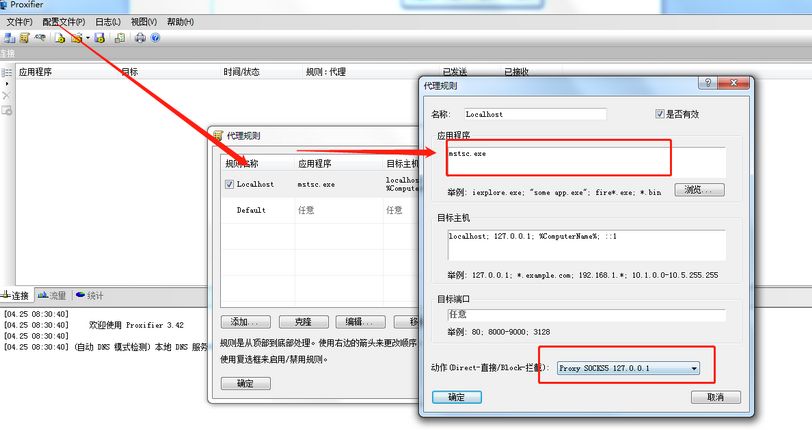 Proxifier
文件(F) 配置文件(P) 日志(L) 视图(V) 帮助(H)
连接
应用程序 目标 时间/状态 规则:代理 已发送 已接收
代理规则
规则名称 应用程序 目标主机
Localhost mstsc.exe localhos
%Computer
Default 任意 任意
添加... 克隆 编辑... 移
规则是从顶部到底部处理。使用右边的箭头来更改顺序
使用复选框来启用/禁用规则。
确定
代理规则
名称: Localhost 是否有效
应用程序
mstsc.exe
举例: iexplore.exe; "some app.exe"; fire*.exe; *.bin 浏览...
目标主机
localhost; 127.0.0.1; %ComputerName%; ::1
举例: 127.0.0.1; *.example.com; 192.168.1.*; 10.1.0.0-10.5.255.255
目标端口
任意
举例: 80; 8000-9000; 3128
动作(Direct-直接/Block-拦截): Proxy SOCKS5 127.0.0.1
确定 取消
连接 流量 统计
[04.25 08:30:40]
[04.25 08:30:40] 欢迎使用 Proxifier 3.42
[04.25 08:30:40]
[04.25 08:30:40] (自动 DNS 模式检测) 本地 DNS 服务